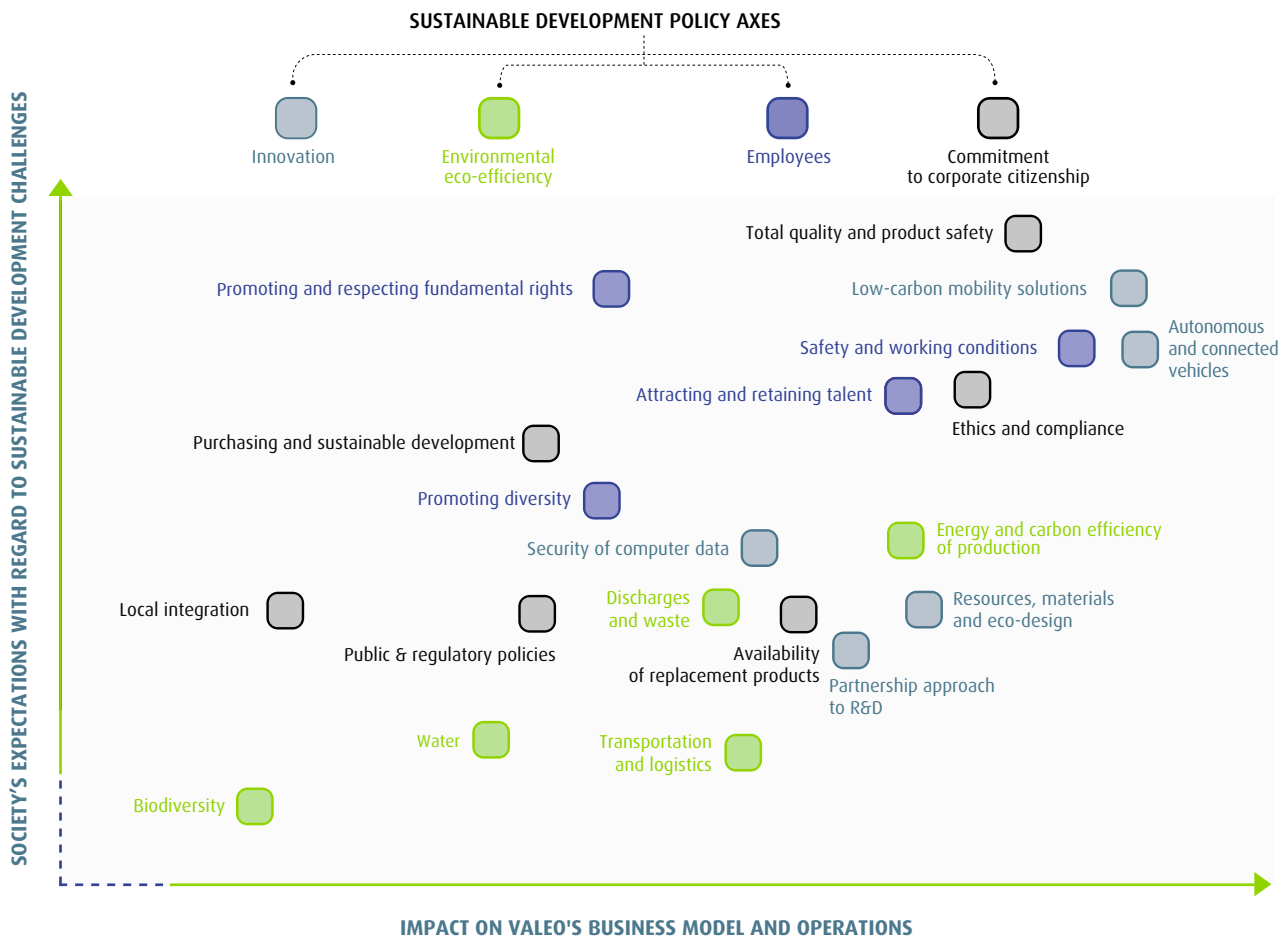 SUSTAINABLE DEVELOPMENT POLICY AXES
Innovation
Environmental
eco-efficiency
Employees
Commitment
to corporate citizenship
SOCIETY'S EXPECTATIONS WITH REGARD TO SUSTAINABLE DEVELOPMENT CHALLENGES
Total quality and product safety
Promoting and respecting fundamental rights
Low-carbon mobility solutions
Safety and working conditions
Autonomous
and connected
vehicles
Attracting and retaining talent
Ethics and compliance
Purchasing and sustainable development
Promoting diversity
Security of computer data
Energy and carbon efficiency
of production
Local integration
Public & regulatory policies
Discharges
and waste
Availability
of replacement products
Resources, materials
and eco-design
Partnership approach
to R&D
Water
Transportation
and logistics
Biodiversity
IMPACT ON VALEO'S BUSINESS MODEL AND OPERATIONS